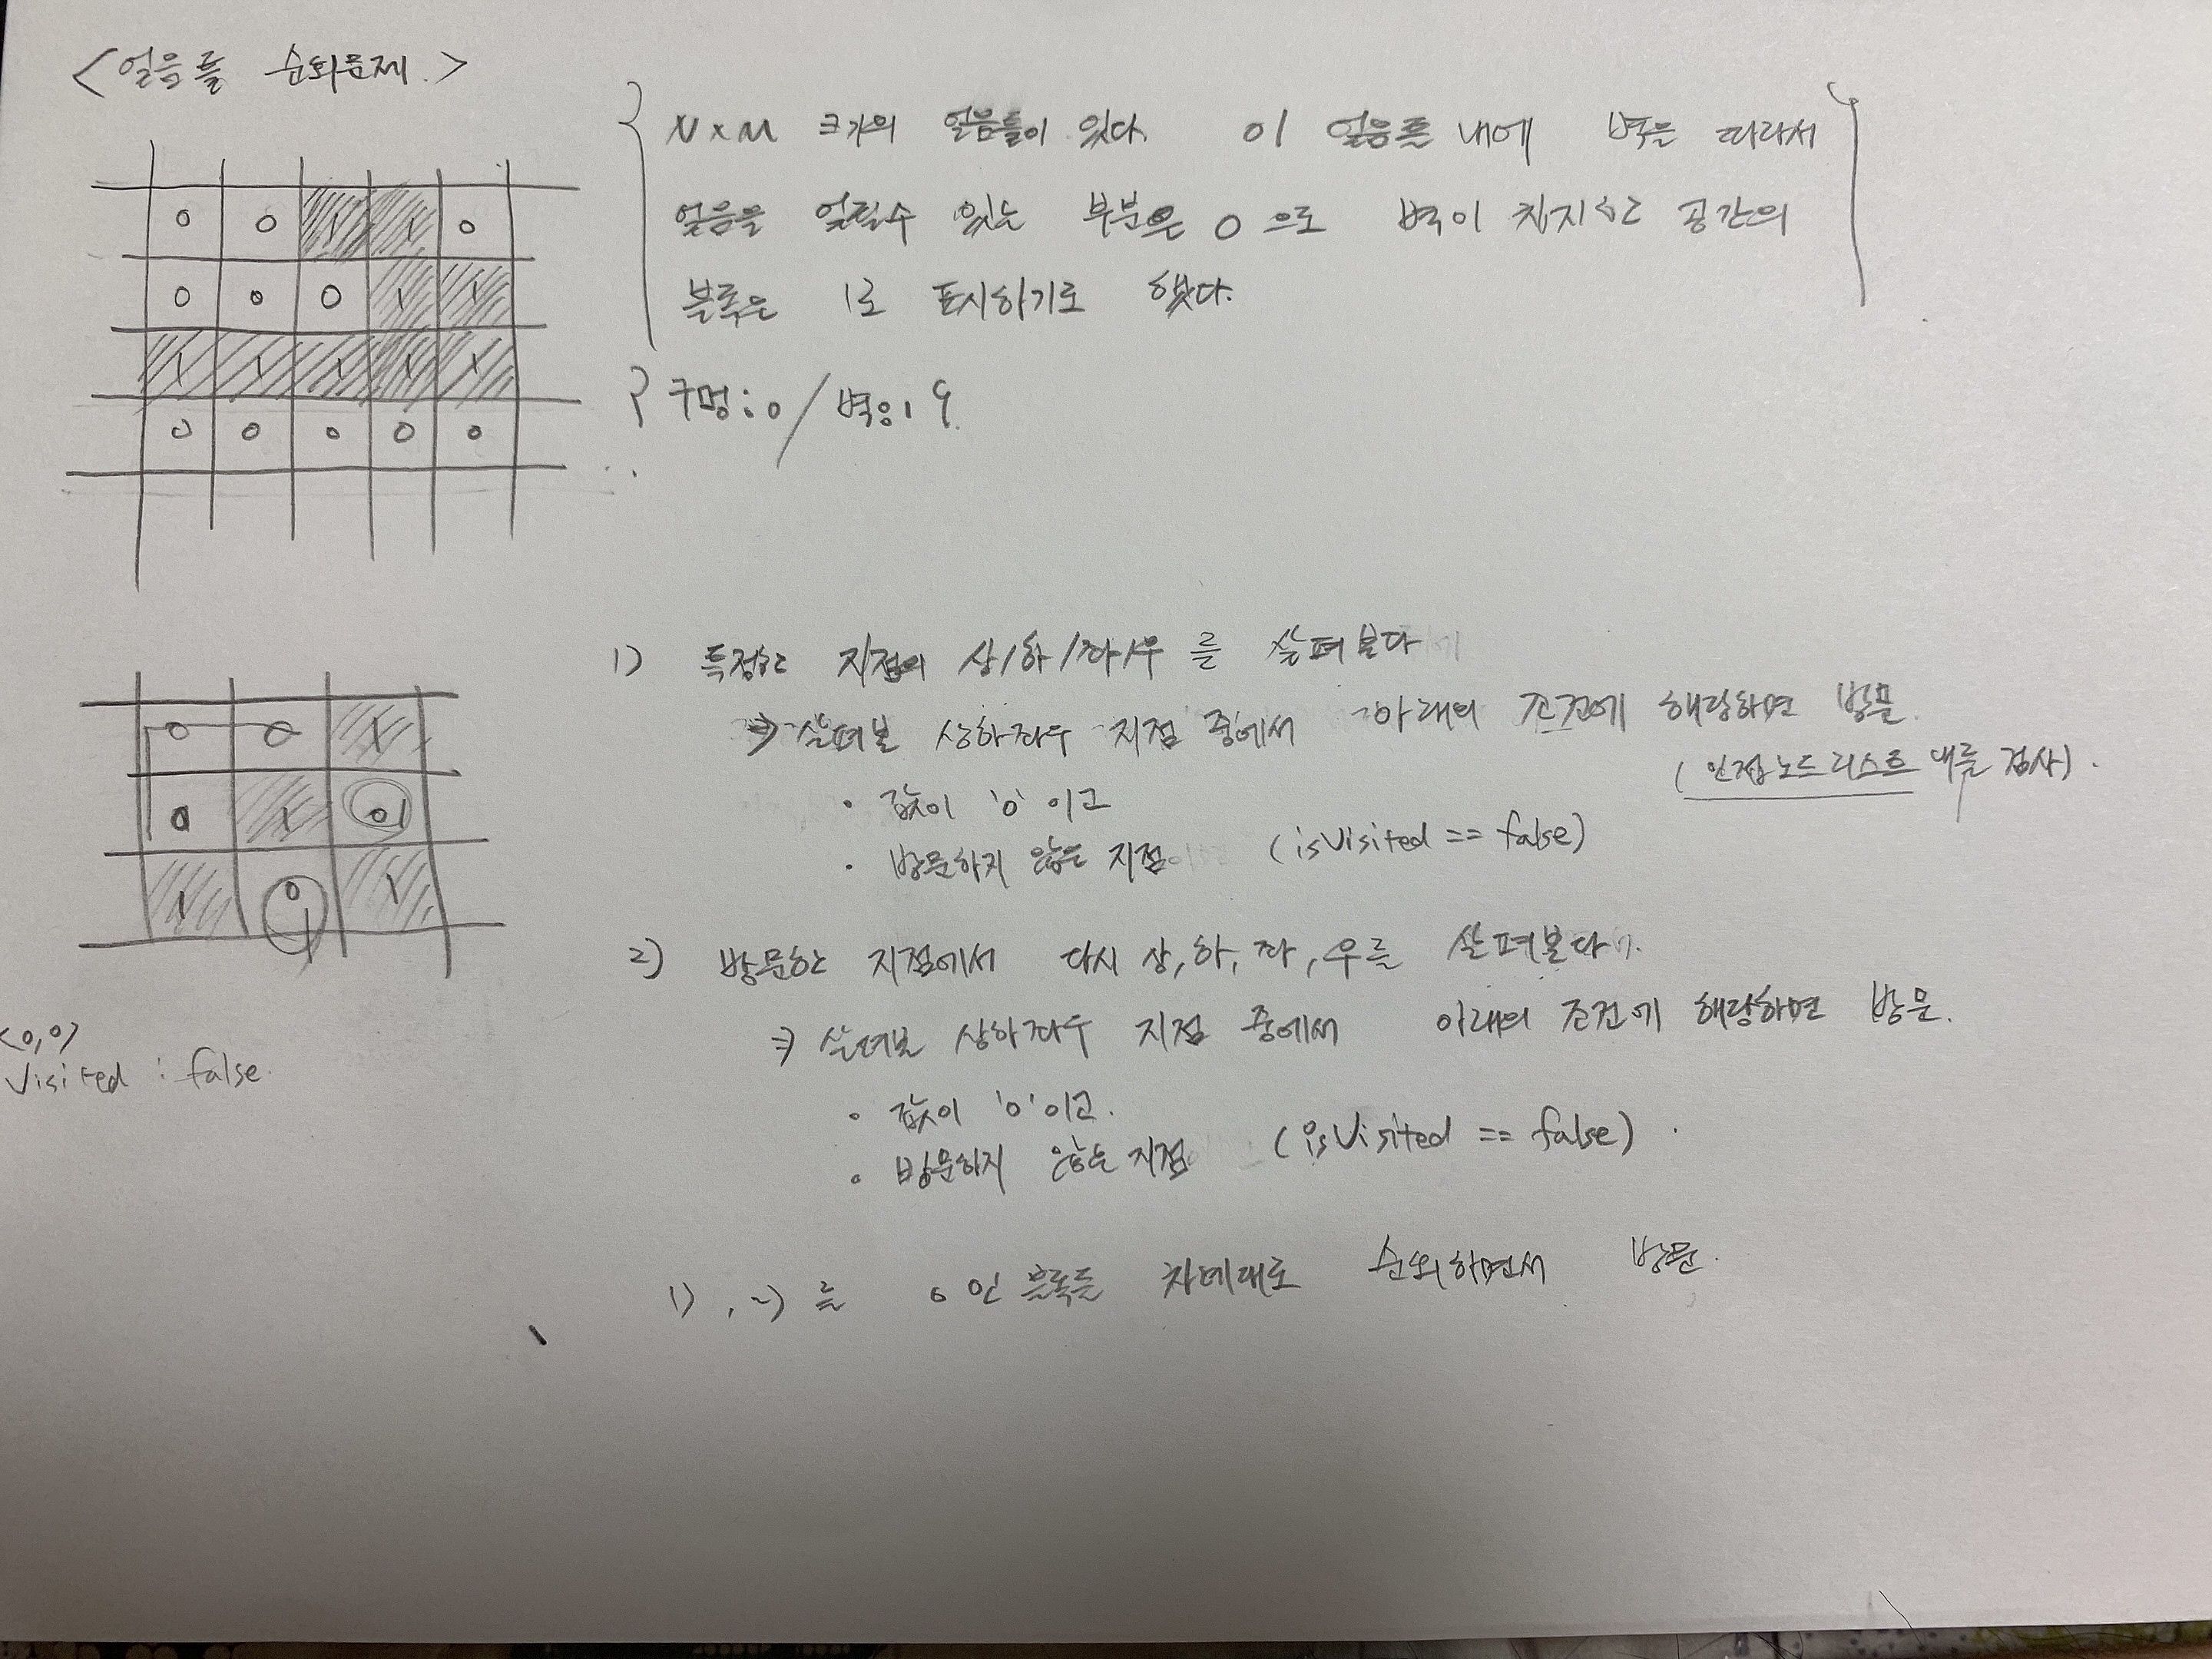 <얼음틀 순회문제.>
N×M 크기의 얼음틀이 있다. 이 얼음틀 내에 벽을 따라서
얼음을 얼릴수 있는 부분은 0 으로 벽이 차지한 공간의
블록은 1로 표시하기로 했다.
0 0 1 1 0
0 0 0 1 1
1 1 1 1 1
0 0 0 0 0
구멍:0 / 벽:1
1) 특정한 지점의 상/하/좌/우 를 살펴본다
⇒ 살펴본 상하좌우 지점 중에서 아래의 조건에 해당하면 방문.
(인접노드리스트 내를 검사).
• 값이 '0' 이고
• 방문하지 않은 지점 (isVisited == false)
0 0 1
0 1 0
1 0 1
2) 방문한 지점에서 다시 상,하,좌,우를 살펴본다.
⇒ 살펴본 상하좌우 지점 중에서 아래의 조건에 해당하면 방문.
<0,0>
Visited : false.
• 값이 '0'이고.
• 방문하지 않은 지점 (isVisited == false).
1), 2) 를 0 인 블록들 차례대로 순회하면서 방문.